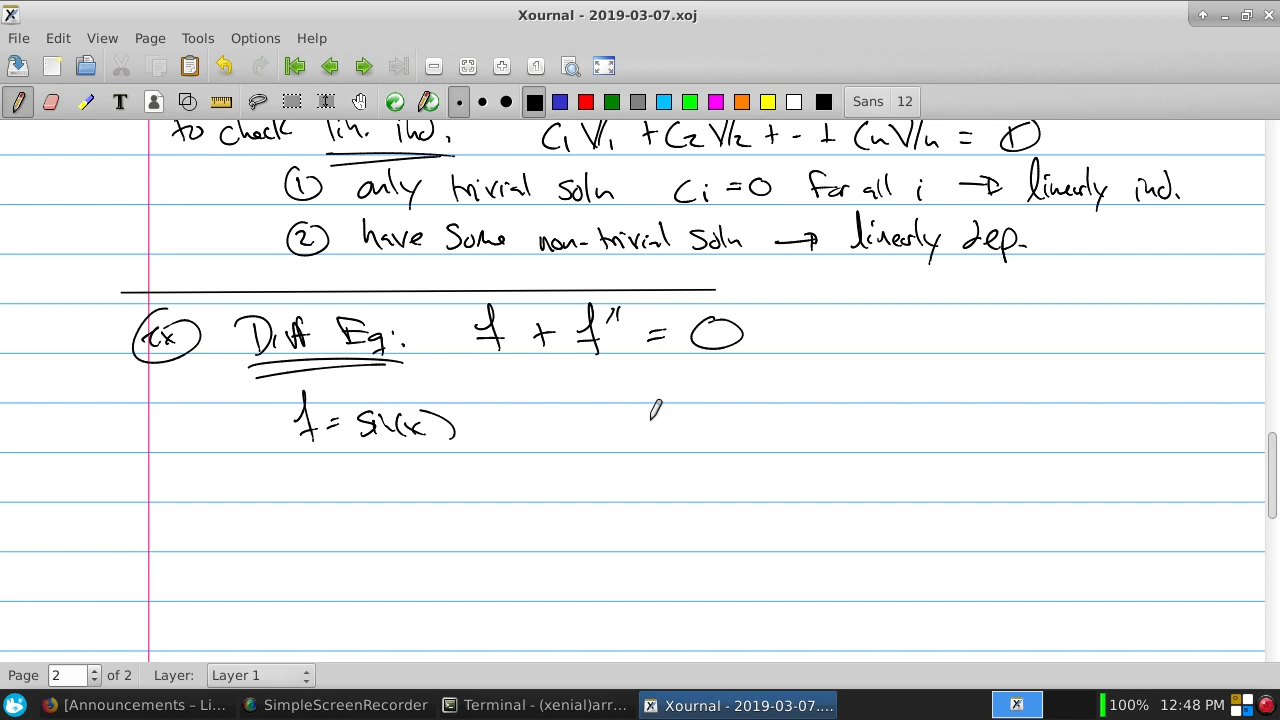 Xournal - 2019-03-07.xoj
File Edit View Page Tools Options Help
Sans 12
to check lin. ind. C₁V₁ + C₂V₂ + - + CₙVₙ = 0
① only trivial soln Ci = 0 for all i → linearly ind.
② have some non-trivial soln → linearly dep.
ex Diff Eq: f + f" = 0
f = sin(x)
Page 2 of 2 Layer: Layer 1
[Announcements – Li... SimpleScreenRecorder Terminal - (xenial)arr... Xournal - 2019-03-07.... 100% 12:48 PM